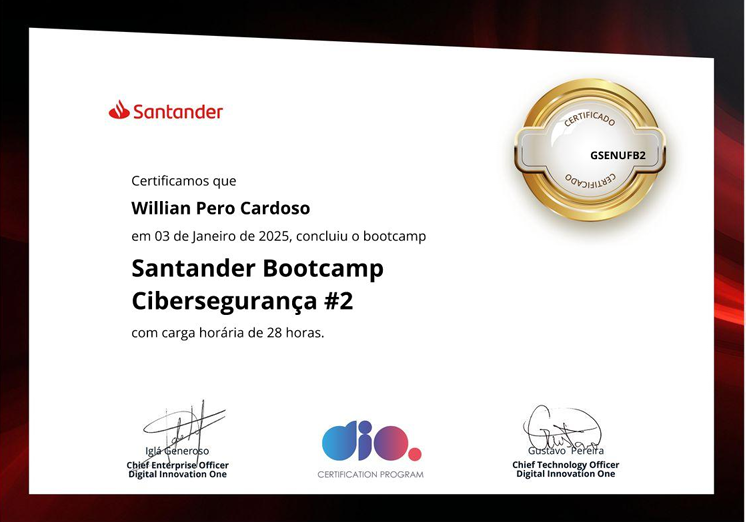 Santander
CERTIFICADO
GSENUFB2
CERTIFICADO
Certificamos que
Willian Pero Cardoso
em 03 de Janeiro de 2025, concluiu o bootcamp
Santander Bootcamp
Cibersegurança #2
com carga horária de 28 horas.
Iglá Generoso
Chief Enterprise Officer
Digital Innovation One
dio.
CERTIFICATION PROGRAM
Gustavo Pereira
Chief Technology Officer
Digital Innovation One